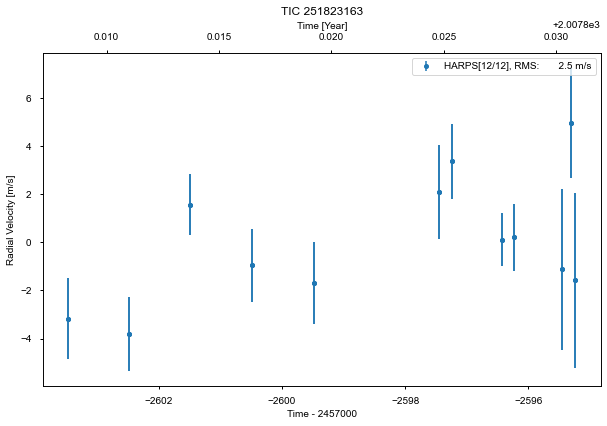 TIC 251823163
Time [Year]
+2.0078e3
0.010 0.015 0.020 0.025 0.030
HARPS[12/12], RMS: 2.5 m/s
Radial Velocity [m/s]
6
4
2
0
−2
−4
−2602 −2600 −2598 −2596
Time - 2457000